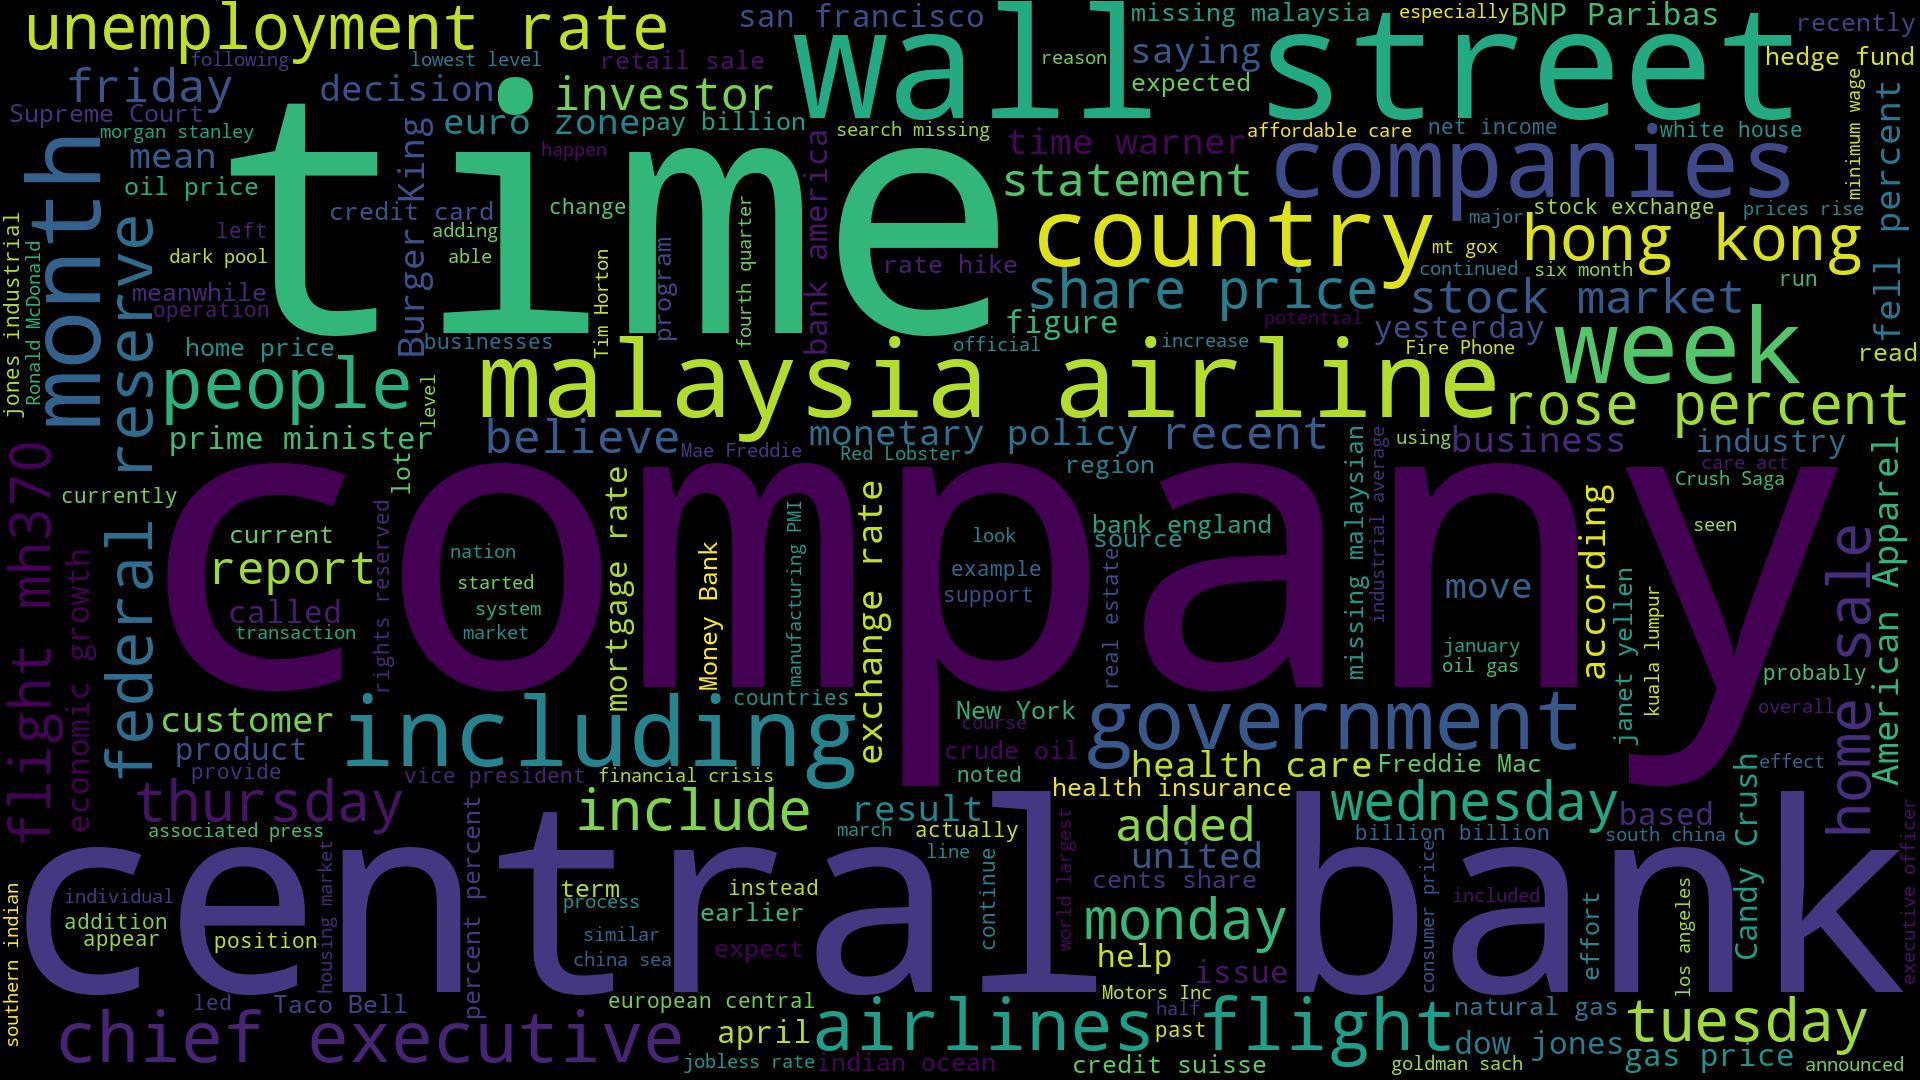 unemployment rate
san francisco
missing malaysia
especially
BNP Paribas
recently
following
lowest level
retail sale
wall street
reason
saying
hedge fund
friday
decision
investor
expected
Supreme Court
morgan stanley
euro zone
pay billion
search missing
time warner
affordable care
net income
white house
minimum wage
fell percent
month
mean
happen
time
companies
oil price
Burger King
bank america
statement
credit card
change
fourth quarter
country
major
stock exchange
prices rise
jones industrial
Ronald McDonald
reserve
left
adding
dark pool
able
Tim Horton
program
rate hike
mt gox
hong kong
continued
six month
run
meanwhile
operation
share price
stock market
figure
potential
yesterday
week
home price
businesses
official
increase
Fire Phone
read
people
level
malaysia airline
rose percent
prime minister
believe
Mae Freddie
monetary policy
Red Lobster
recent
using
business
industry
flight mh370
lot
region
care act
Crush Saga
currently
federal
rights reserved
company
mortgage rate
exchange rate
missing malaysian
industrial average
according
American Apparel
current
report
nation
started
system
market
Money Bank
manufacturing PMI
look
example
support
bank england
source
real estate
move
seen
home sale
called
transaction
economic growth
january
oil gas
janet yellen
kuala lumpur
probably
customer
including
countries
New York
course
government
overall
product
provide
crude oil
vice president
financial crisis
noted
health care
Freddie Mac
effect
health insurance
thursday
include
result
wednesday
based
Candy Crush
associated press
march
actually
line
added
billion billion
south china
executive officer
central bank
housing market
percent percent
united
world largest
cents share
consumer price
individual
addition
appear
position
term
process
instead
earlier
continue
included
similar
china sea
expect
monday
help
issue
effort
los angeles
southern indian
led
Taco Bell
european central
Motors Inc
half
natural gas
chief executive
april
airlines
past
flight
dow jones
tuesday
jobless rate
indian ocean
credit suisse
goldman sach
gas price
announced